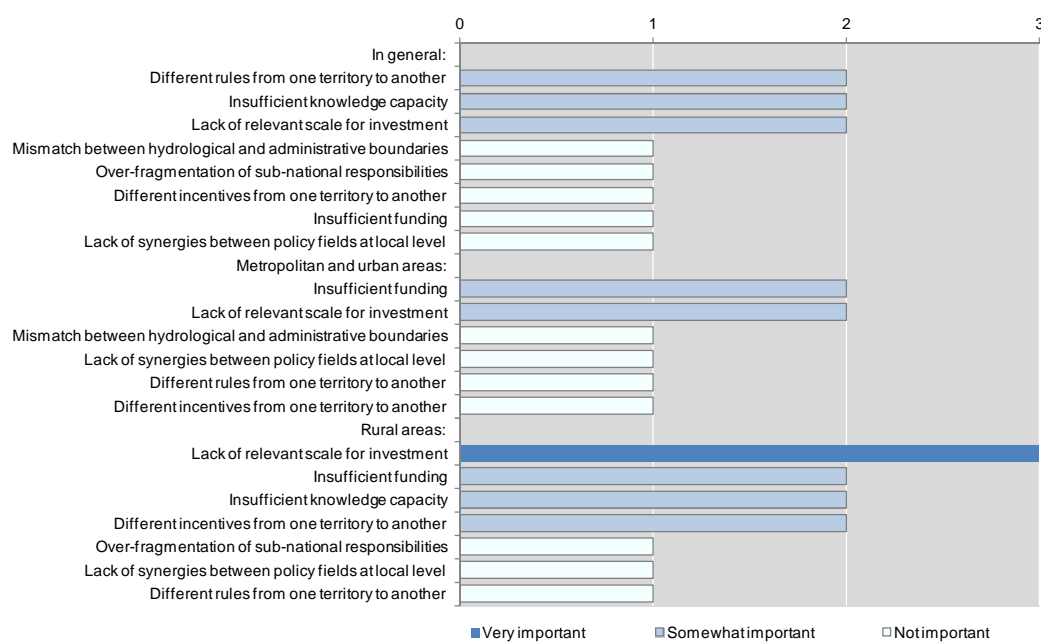 0 1 2 3
In general:
Different rules from one territory to another
Insufficient knowledge capacity
Lack of relevant scale for investment
Mismatch between hydrological and administrative boundaries
Over-fragmentation of sub-national responsibilities
Different incentives from one territory to another
Insufficient funding
Lack of synergies between policy fields at local level
Metropolitan and urban areas:
Insufficient funding
Lack of relevant scale for investment
Mismatch between hydrological and administrative boundaries
Lack of synergies between policy fields at local level
Different rules from one territory to another
Different incentives from one territory to another
Rural areas:
Lack of relevant scale for investment
Insufficient funding
Insufficient knowledge capacity
Different incentives from one territory to another
Over-fragmentation of sub-national responsibilities
Lack of synergies between policy fields at local level
Different rules from one territory to another
Very important Somewhat important Not important